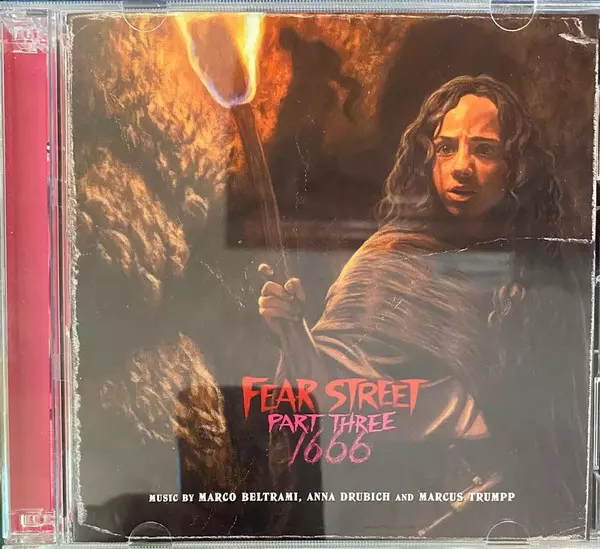 FEAR STREET
PART THREE
1666
MUSIC BY MARCO BELTRAMI, ANNA DRUBICH AND MARCUS TRUMPP